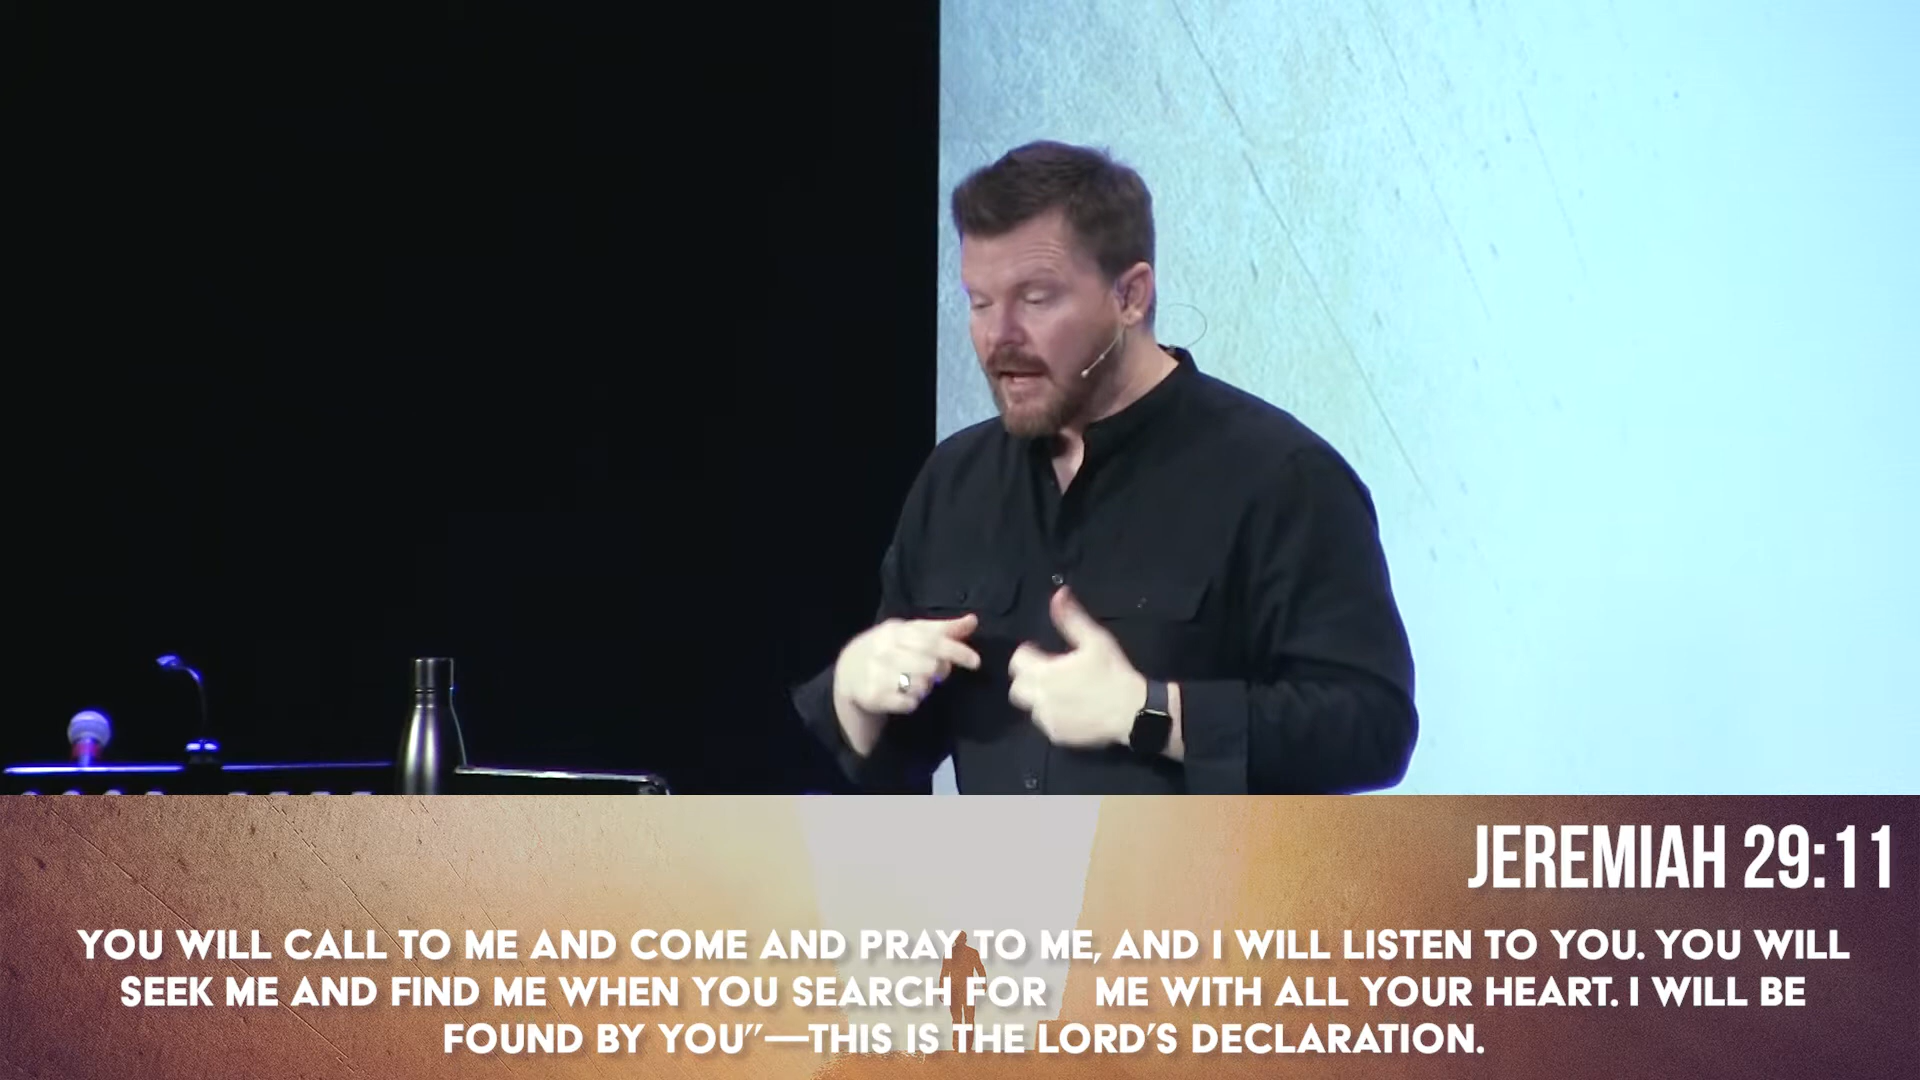 JEREMIAH 29:11
YOU WILL CALL TO ME AND COME AND PRAY TO ME, AND I WILL LISTEN TO YOU. YOU WILL
SEEK ME AND FIND ME WHEN YOU SEARCH FOR ME WITH ALL YOUR HEART. I WILL BE
FOUND BY YOU”—THIS IS THE LORD’S DECLARATION.